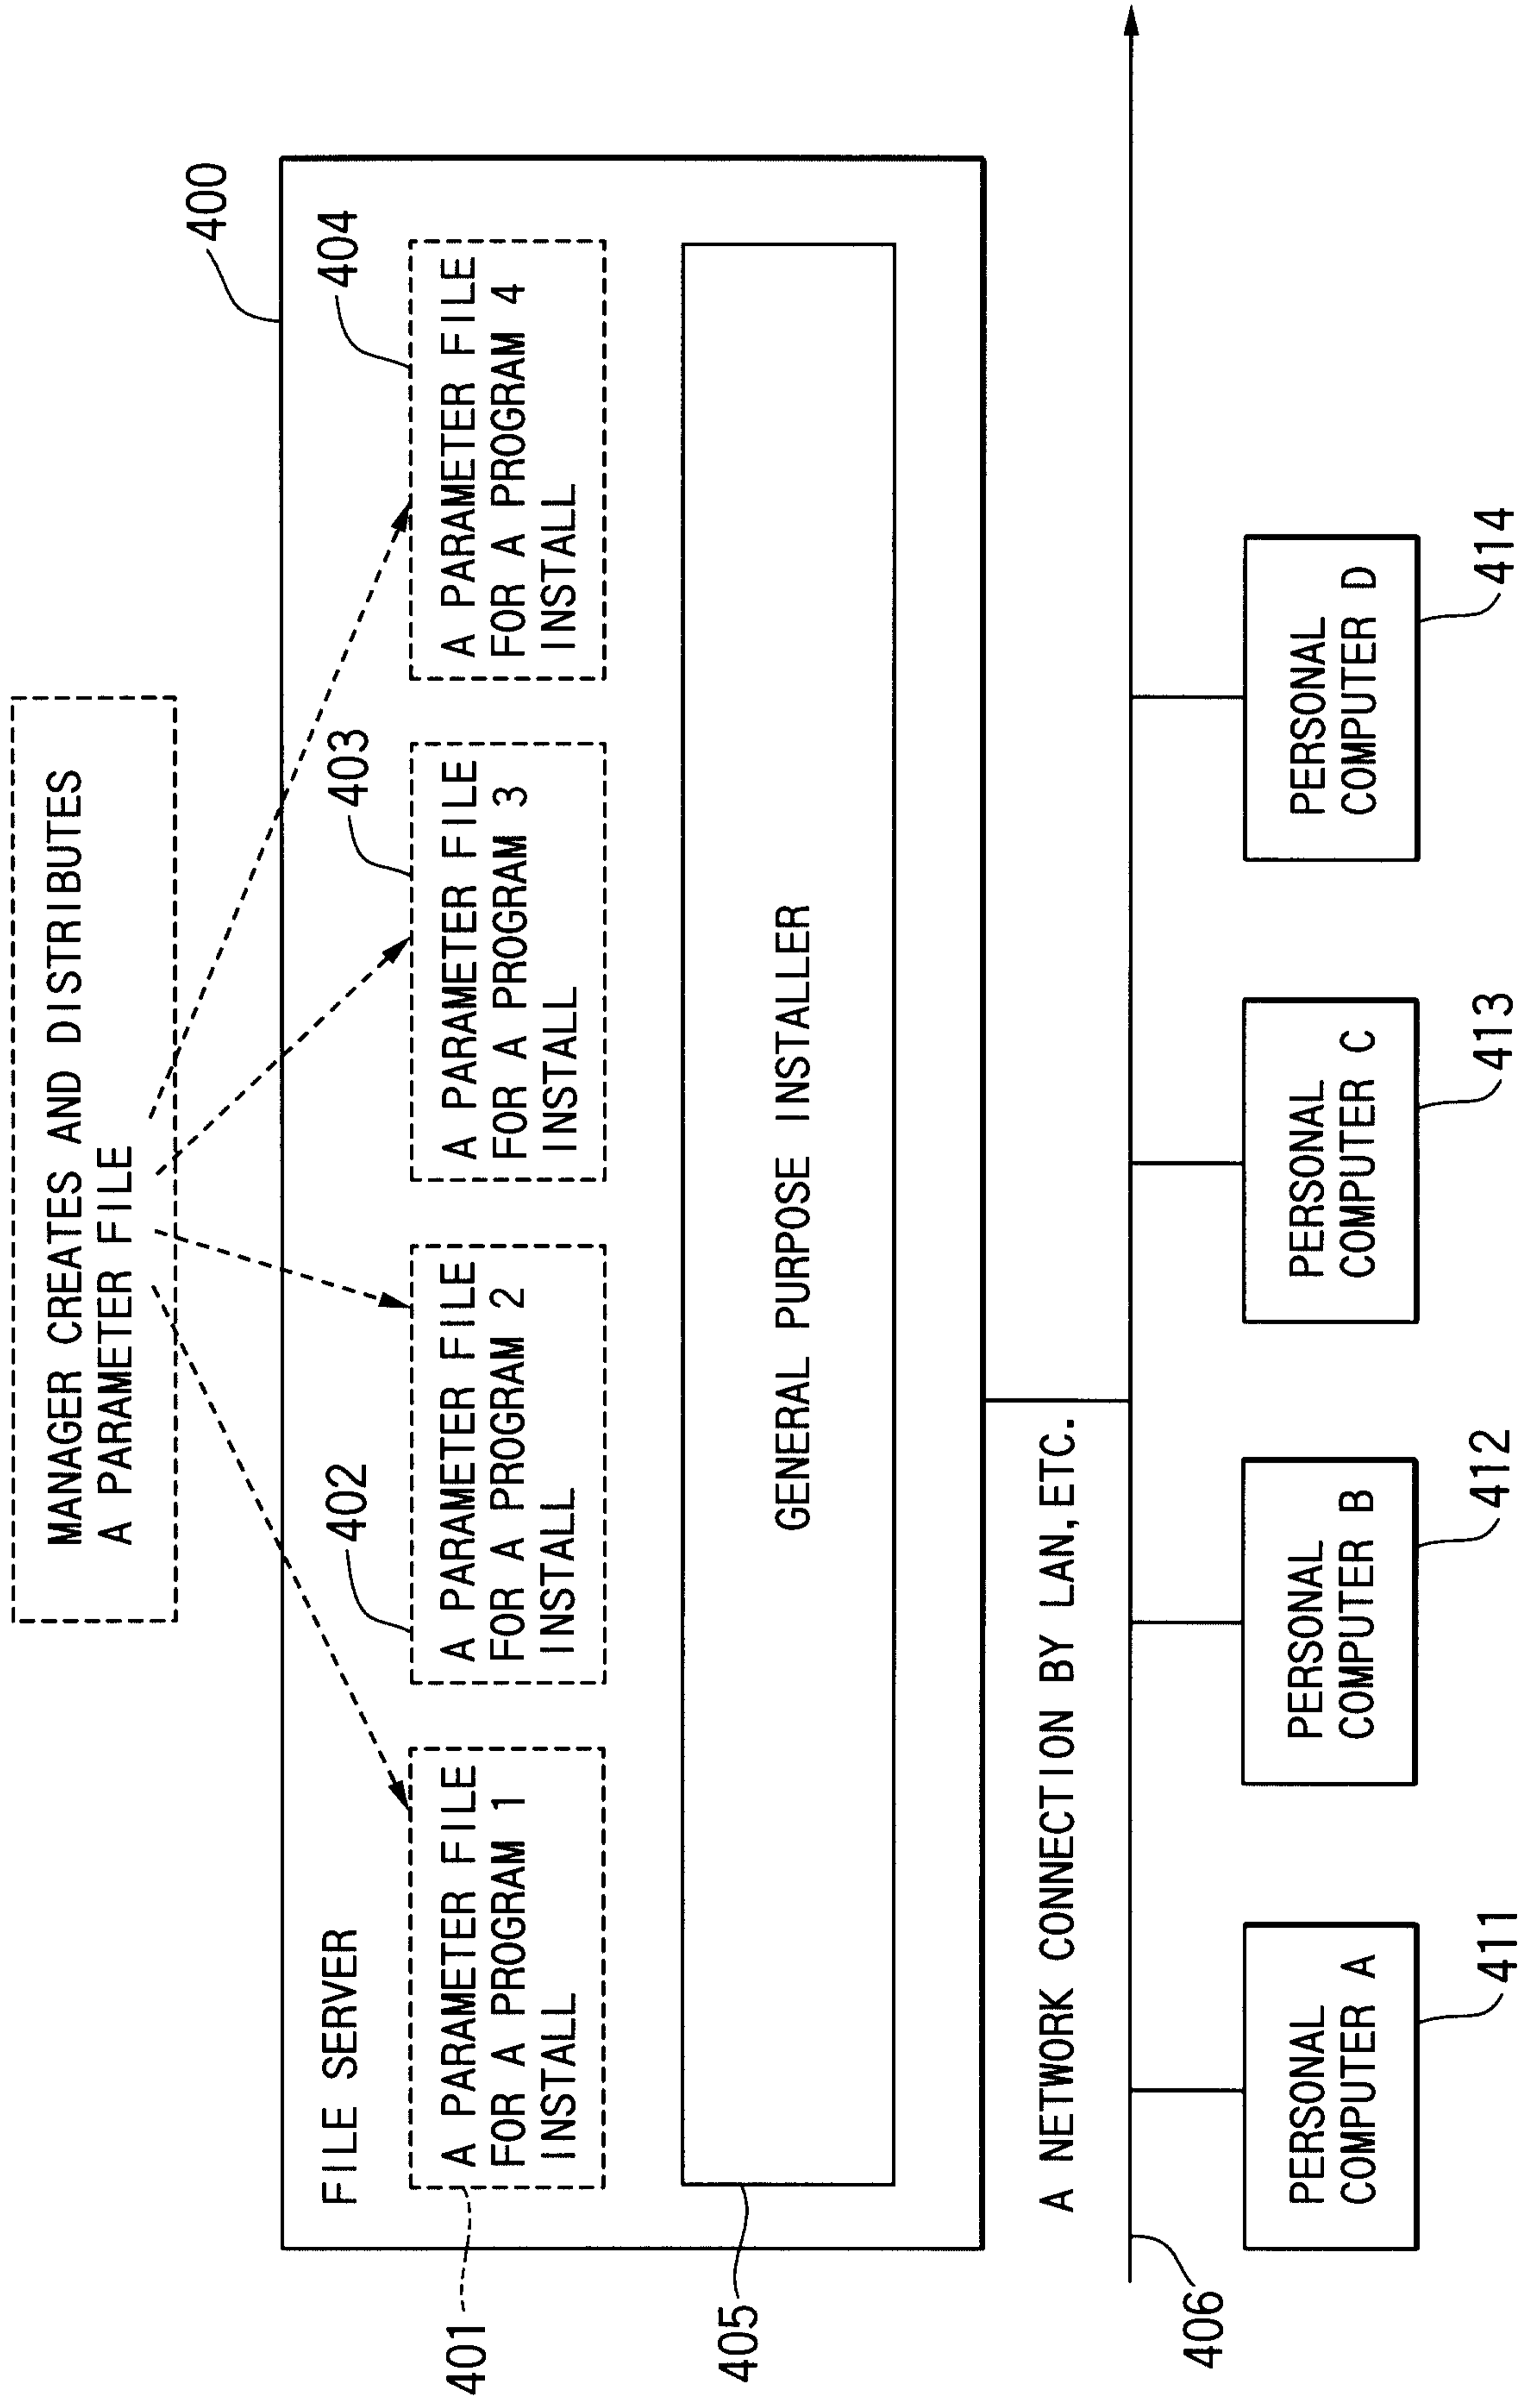 MANAGER CREATES AND DISTRIBUTES
A PARAMETER FILE
400
FILE SERVER
402
403
404
A PARAMETER FILE
FOR A PROGRAM 1
INSTALL
A PARAMETER FILE
FOR A PROGRAM 2
INSTALL
A PARAMETER FILE
FOR A PROGRAM 3
INSTALL
A PARAMETER FILE
FOR A PROGRAM 4
INSTALL
401
GENERAL PURPOSE INSTALLER
405
A NETWORK CONNECTION BY LAN,ETC.
406
PERSONAL
COMPUTER A
PERSONAL
COMPUTER B
PERSONAL
COMPUTER C
PERSONAL
COMPUTER D
411
412
413
414